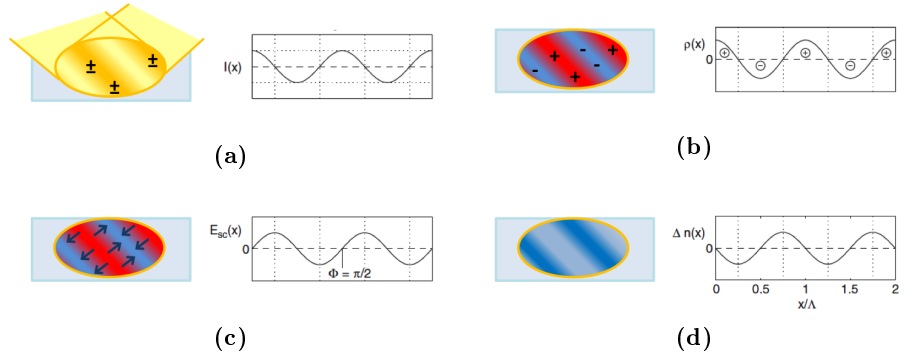 ±
±
±
I(x)
(a)
+
-
+
-
+
-
ρ(x)
0
+
-
+
-
+
(b)
E_sc(x)
0
Φ = π/2
(c)
Δ n(x)
0
0 0.5 1 1.5 2
x/Λ
(d)